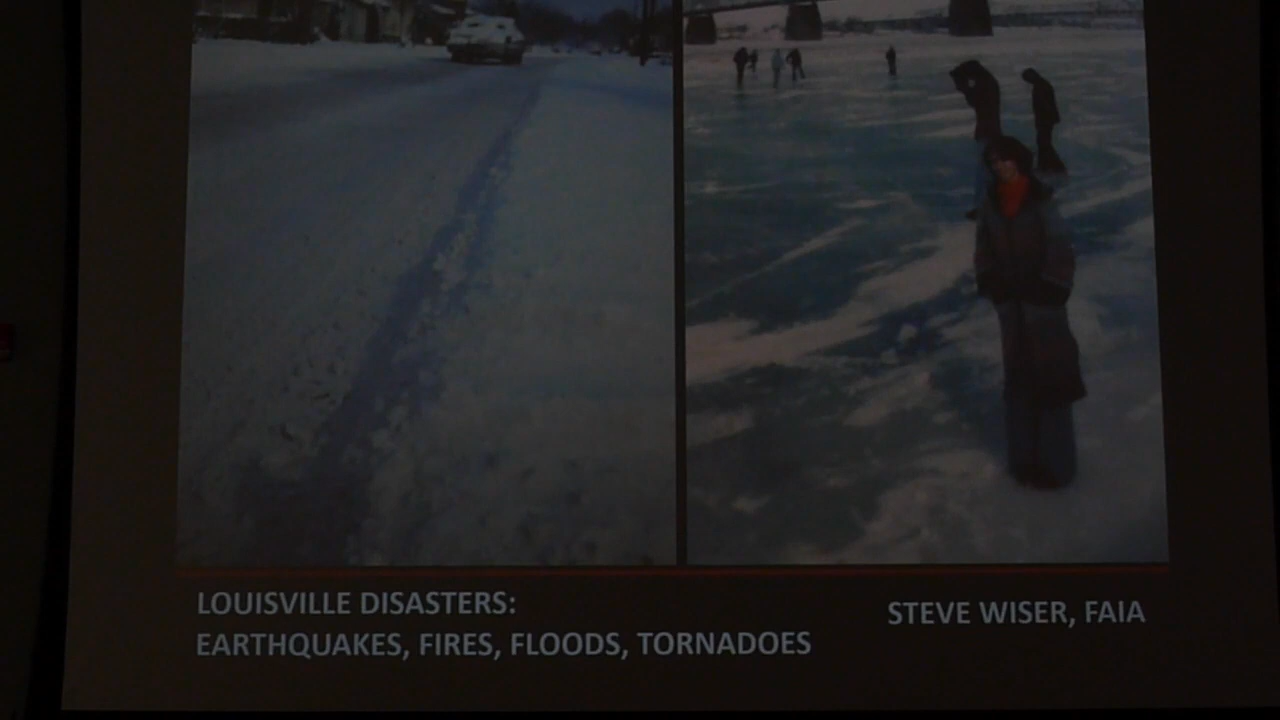 LOUISVILLE DISASTERS:
EARTHQUAKES, FIRES, FLOODS, TORNADOES
STEVE WISER, FAIA